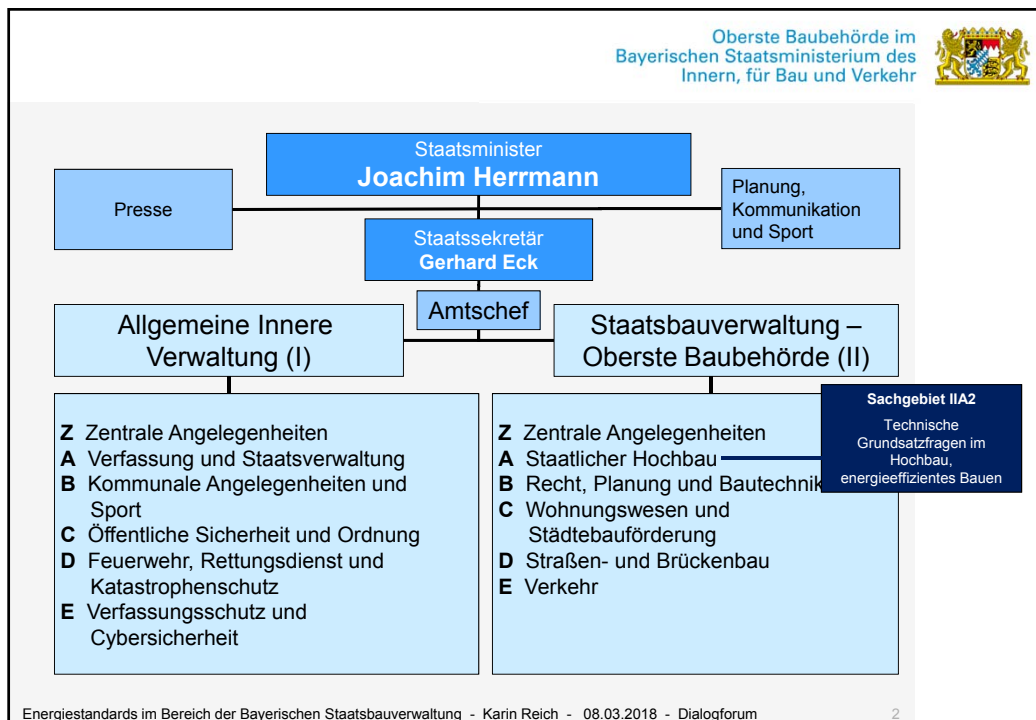 Oberste Baubehörde im
Bayerischen Staatsministerium des
Innern, für Bau und Verkehr
Staatsminister
Joachim Herrmann
Presse
Planung,
Kommunikation
und Sport
Staatssekretär
Gerhard Eck
Amtschef
Allgemeine Innere
Verwaltung (I)
Staatsbauverwaltung –
Oberste Baubehörde (II)
Z Zentrale Angelegenheiten
A Verfassung und Staatsverwaltung
B Kommunale Angelegenheiten und
Sport
C Öffentliche Sicherheit und Ordnung
D Feuerwehr, Rettungsdienst und
Katastrophenschutz
E Verfassungsschutz und
Cybersicherheit
Z Zentrale Angelegenheiten
A Staatlicher Hochbau
B Recht, Planung und Bautechnik
C Wohnungswesen und
Städtebauförderung
D Straßen- und Brückenbau
E Verkehr
Sachgebiet IIA2
Technische
Grundsatzfragen im
Hochbau,
energieeffizientes Bauen
Energiestandards im Bereich der Bayerischen Staatsbauverwaltung - Karin Reich - 08.03.2018 - Dialogforum 2